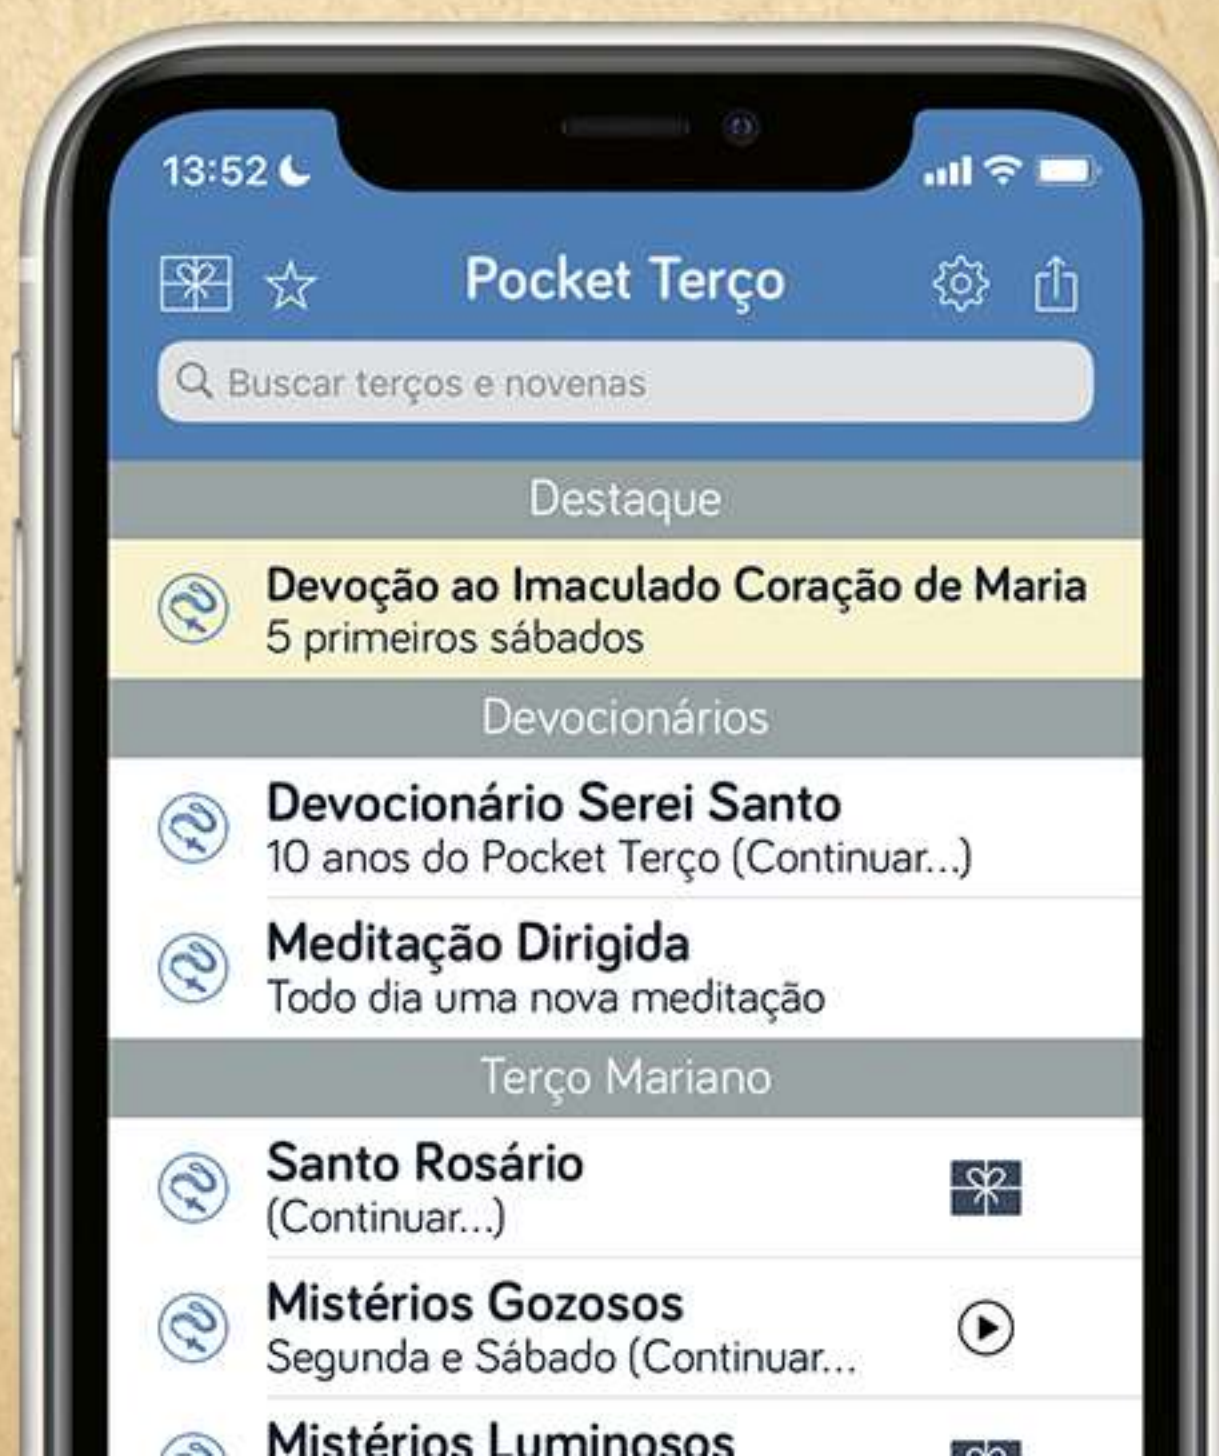 13:52
Pocket Terço
Buscar terços e novenas
Destaque
Devoção ao Imaculado Coração de Maria
5 primeiros sábados
Devocionários
Devocionário Serei Santo
10 anos do Pocket Terço (Continuar...)
Meditação Dirigida
Todo dia uma nova meditação
Terço Mariano
Santo Rosário
(Continuar...)
Mistérios Gozosos
Segunda e Sábado (Continuar...
Mistérios Luminosos